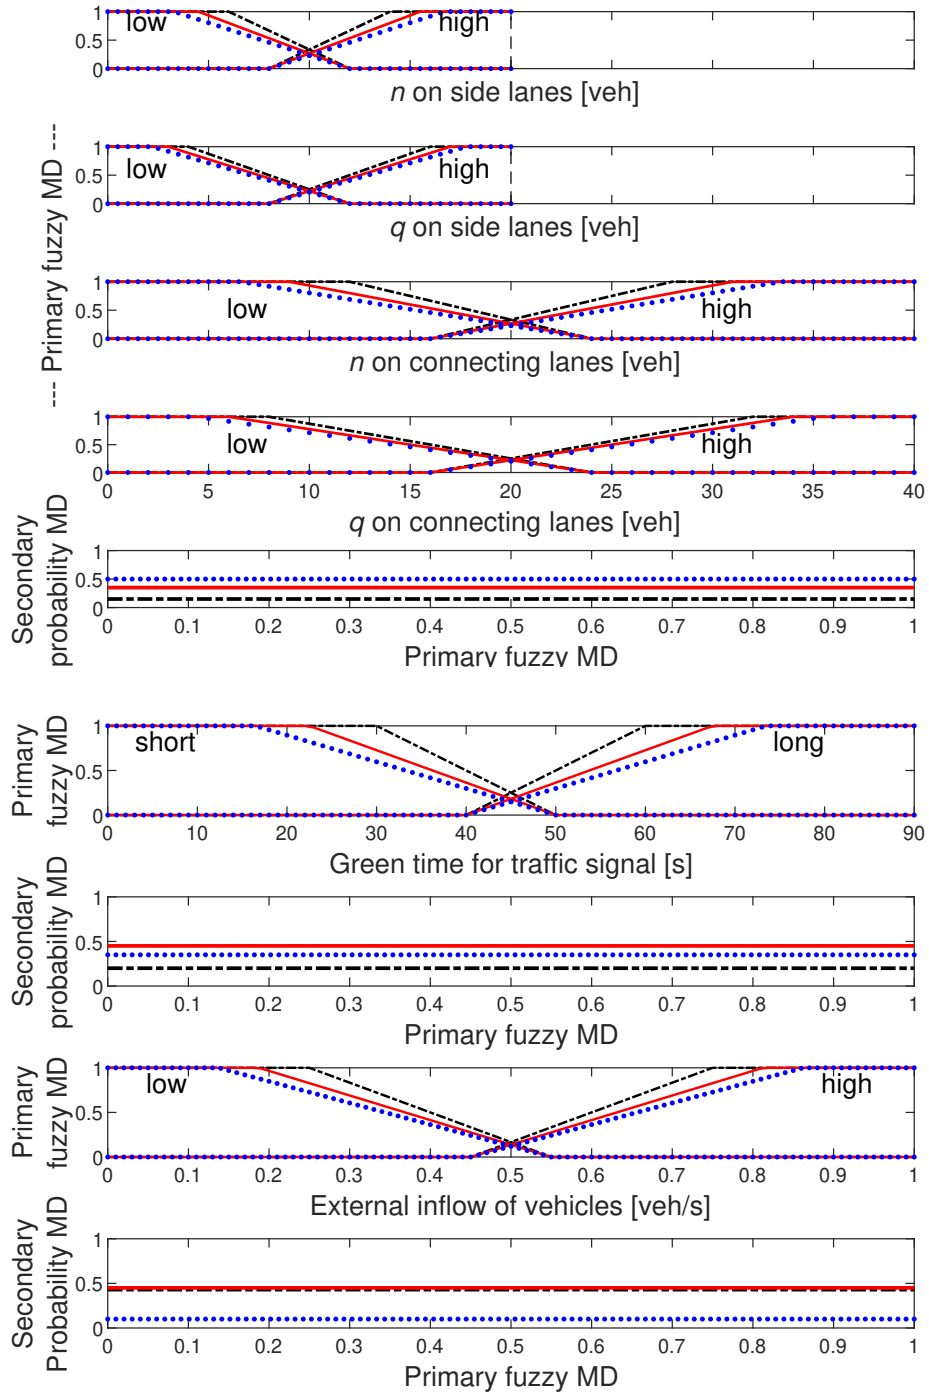 1
0.5
0
low
high
n on side lanes [veh]
--- Primary fuzzy MD ---
1
0.5
0
low
high
q on side lanes [veh]
1
0.5
0
low
high
n on connecting lanes [veh]
1
0.5
0
low
high
0 5 10 15 20 25 30 35 40
q on connecting lanes [veh]
Secondary
probability MD
1
0.5
0
0 0.1 0.2 0.3 0.4 0.5 0.6 0.7 0.8 0.9 1
Primary fuzzy MD
Primary
fuzzy MD
1
0.5
0
short
long
0 10 20 30 40 50 60 70 80 90
Green time for traffic signal [s]
Secondary
probability MD
1
0.5
0
0 0.1 0.2 0.3 0.4 0.5 0.6 0.7 0.8 0.9 1
Primary fuzzy MD
Primary
fuzzy MD
1
0.5
0
low
high
0 0.1 0.2 0.3 0.4 0.5 0.6 0.7 0.8 0.9 1
External inflow of vehicles [veh/s]
Secondary
Probability MD
1
0.5
0
0 0.1 0.2 0.3 0.4 0.5 0.6 0.7 0.8 0.9 1
Primary fuzzy MD